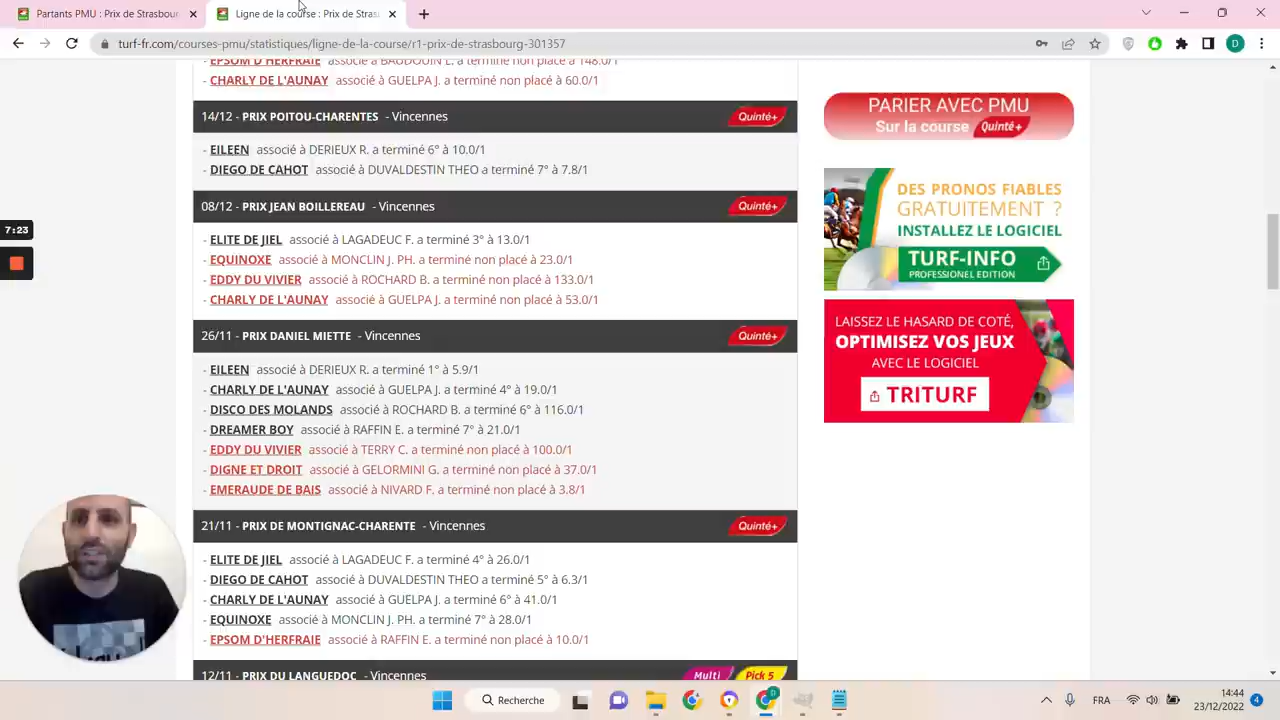 Partants PMU : Prix de Strasbour
Ligne de la course : Prix de Stras
turf-fr.com/courses-pmu/statistiques/ligne-de-la-course/r1-prix-de-strasbourg-301357
D
- EPSOM D'HERFRAIE associé à BAUDOUIN E. a terminé non placé à 148.0/1
- CHARLY DE L'AUNAY associé à GUELPA J. a terminé non placé à 60.0/1
14/12 - PRIX POITOU-CHARENTES - Vincennes Quinté+
- EILEEN associé à DERIEUX R. a terminé 6° à 10.0/1
- DIEGO DE CAHOT associé à DUVALDESTIN THEO a terminé 7° à 7.8/1
08/12 - PRIX JEAN BOILLEREAU - Vincennes Quinté+
- ELITE DE JIEL associé à LAGADEUC F. a terminé 3° à 13.0/1
- EQUINOXE associé à MONCLIN J. PH. a terminé non placé à 23.0/1
- EDDY DU VIVIER associé à ROCHARD B. a terminé non placé à 133.0/1
- CHARLY DE L'AUNAY associé à GUELPA J. a terminé non placé à 53.0/1
26/11 - PRIX DANIEL MIETTE - Vincennes Quinté+
- EILEEN associé à DERIEUX R. a terminé 1° à 5.9/1
- CHARLY DE L'AUNAY associé à GUELPA J. a terminé 4° à 19.0/1
- DISCO DES MOLANDS associé à ROCHARD B. a terminé 6° à 116.0/1
- DREAMER BOY associé à RAFFIN E. a terminé 7° à 21.0/1
- EDDY DU VIVIER associé à TERRY C. a terminé non placé à 100.0/1
- DIGNE ET DROIT associé à GELORMINI G. a terminé non placé à 37.0/1
- EMERAUDE DE BAIS associé à NIVARD F. a terminé non placé à 3.8/1
21/11 - PRIX DE MONTIGNAC-CHARENTE - Vincennes Quinté+
- ELITE DE JIEL associé à LAGADEUC F. a terminé 4° à 26.0/1
- DIEGO DE CAHOT associé à DUVALDESTIN THEO a terminé 5° à 6.3/1
- CHARLY DE L'AUNAY associé à GUELPA J. a terminé 6° à 41.0/1
- EQUINOXE associé à MONCLIN J. PH. a terminé 7° à 28.0/1
- EPSOM D'HERFRAIE associé à RAFFIN E. a terminé non placé à 10.0/1
12/11 - PRIX DU LANGUEDOC - Vincennes Multi Pick 5
PARIER AVEC PMU
Sur la course Quinté+
DES PRONOS FIABLES
GRATUITEMENT ?
INSTALLEZ LE LOGICIEL
TURF-INFO
PROFESSIONEL EDITION
LAISSEZ LE HASARD DE COTÉ,
OPTIMISEZ VOS JEUX
AVEC LE LOGICIEL
TRITURF
7:23
Recherche
D
FRA
14:44
23/12/2022
4